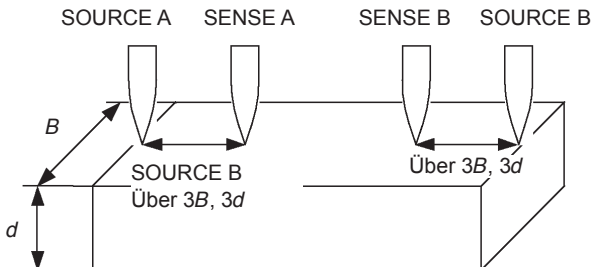 SOURCE A SENSE A SENSE B SOURCE B
B
SOURCE B
Über 3B, 3d
Über 3B, 3d
d